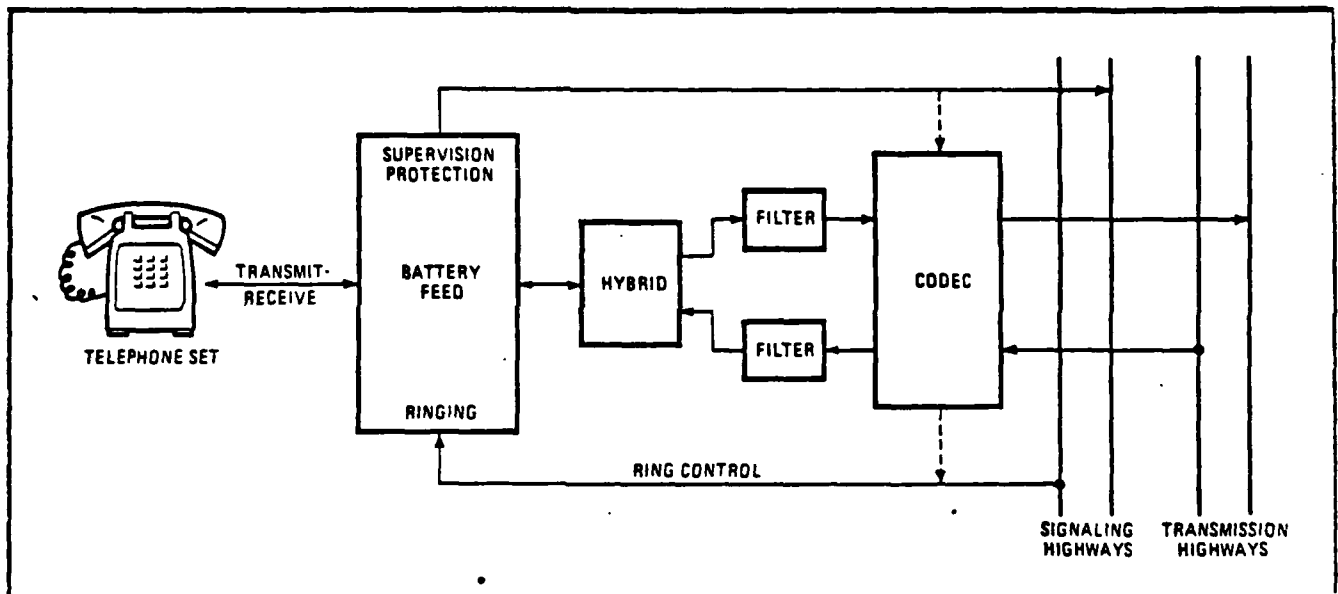 SUPERVISION
PROTECTION
FILTER
TRANSMIT-
RECEIVE
BATTERY
FEED
HYBRID
CODEC
FILTER
TELEPHONE SET
RINGING
RING CONTROL
SIGNALING
HIGHWAYS
TRANSMISSION
HIGHWAYS